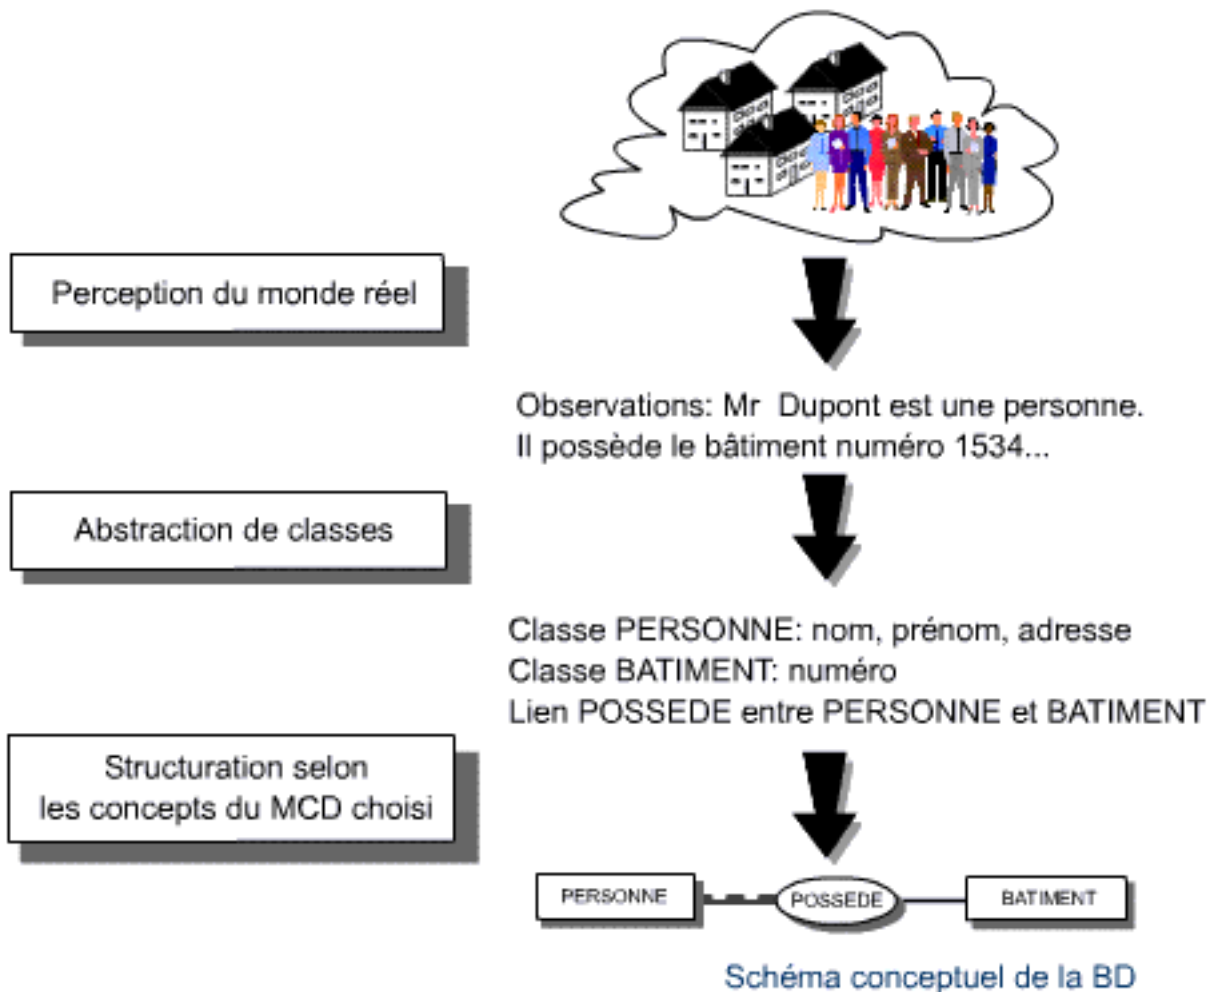 Perception du monde réel
Observations: Mr Dupont est une personne.
Il possède le bâtiment numéro 1534...
Abstraction de classes
Classe PERSONNE: nom, prénom, adresse
Classe BATIMENT: numéro
Lien POSSEDE entre PERSONNE et BATIMENT
Structuration selon
les concepts du MCD choisi
PERSONNE
POSSEDE
BATIMENT
Schéma conceptuel de la BD